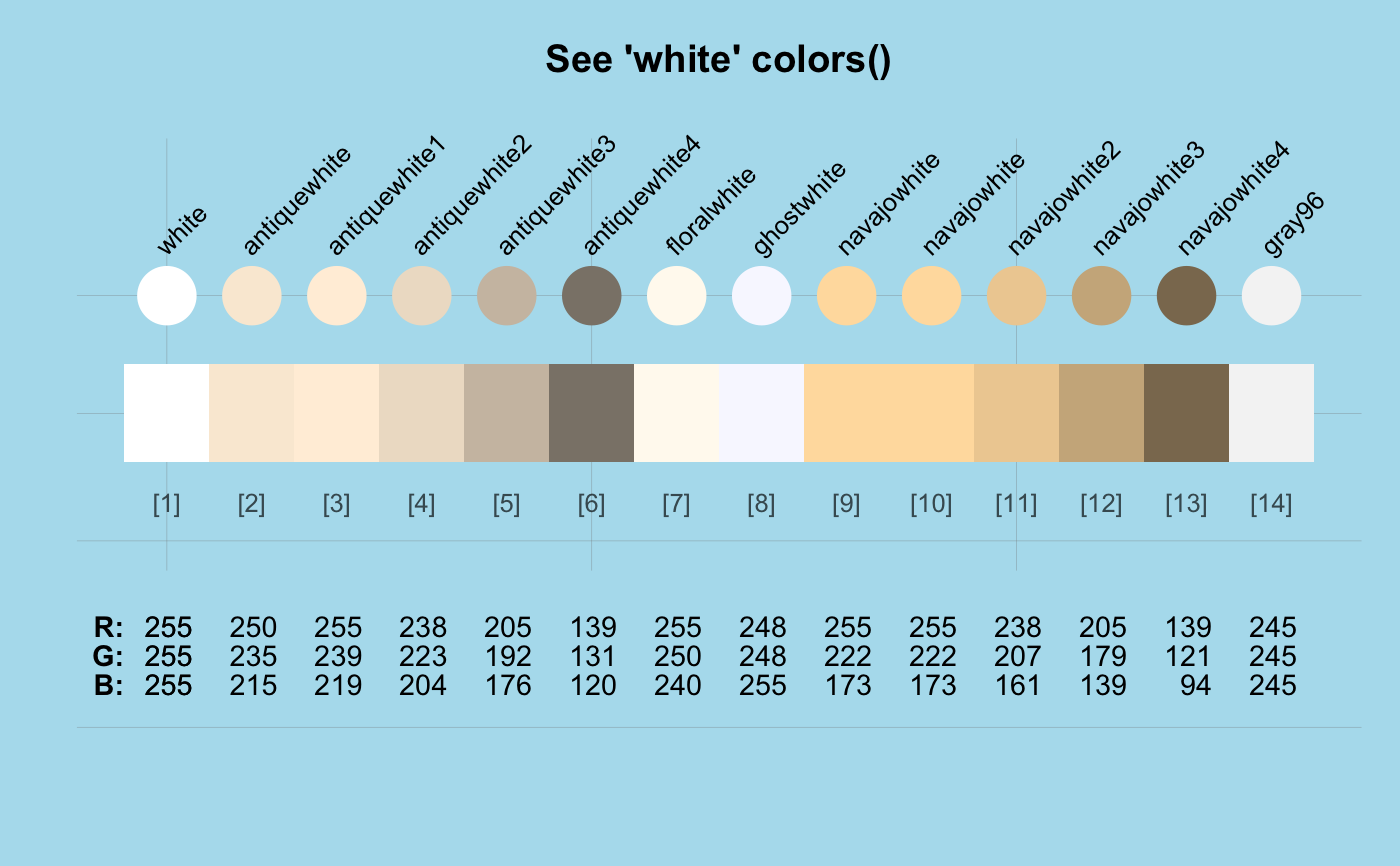 See 'white' colors()
white antiquewhite antiquewhite1 antiquewhite2 antiquewhite3 antiquewhite4 floralwhite ghostwhite navajowhite navajowhite navajowhite2 navajowhite3 navajowhite4 gray96
[1] [2] [3] [4] [5] [6] [7] [8] [9] [10] [11] [12] [13] [14]
R: 255 250 255 238 205 139 255 248 255 255 238 205 139 245
G: 255 235 239 223 192 131 250 248 222 222 207 179 121 245
B: 255 215 219 204 176 120 240 255 173 173 161 139 94 245